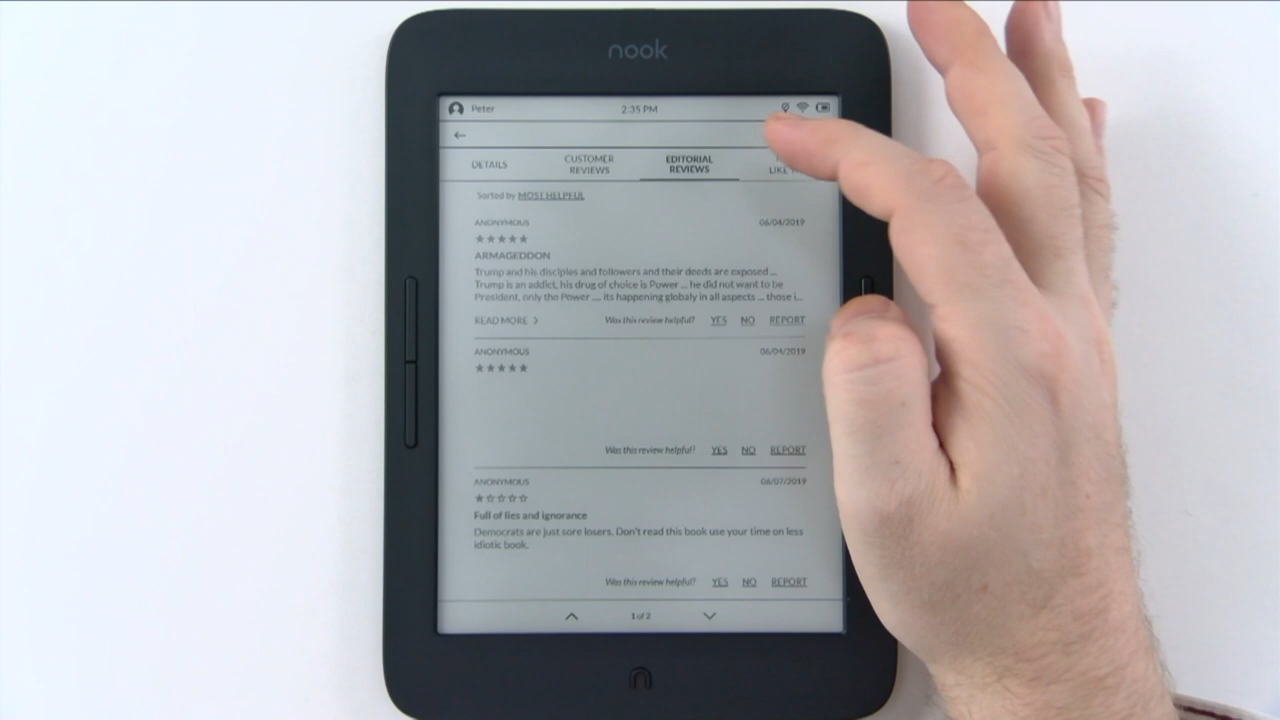 nook
Peter
2:35 PM
DETAILS
CUSTOMER
REVIEWS
EDITORIAL
REVIEWS
LIKE
Sorted by MOST HELPFUL
ANONYMOUS
06/04/2019
ARMAGEDDON
Trump and his disciples and followers and their deeds are exposed ...
Trump is an addict, his drug of choice is Power ... he did not want to be
President, only the Power .... its happening globaly in all aspects ... those i...
READ MORE
Was this review helpful? YES NO REPORT
ANONYMOUS
06/04/2019
Was this review helpful? YES NO REPORT
ANONYMOUS
06/07/2019
Full of lies and ignorance
Democrats are just sore losers. Don't read this book use your time on less
idiotic book.
Was this review helpful? YES NO REPORT
1 of 2